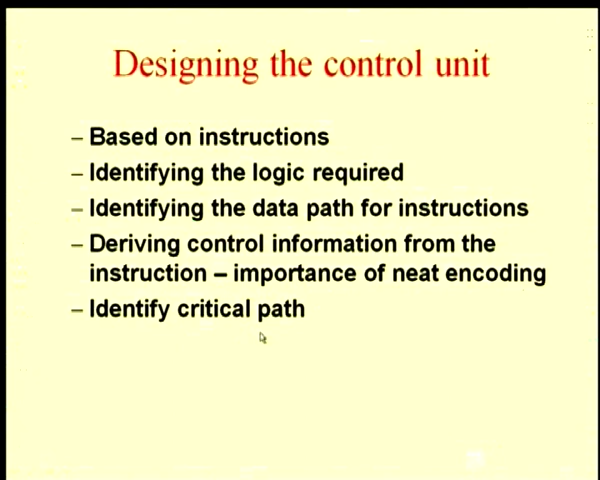 Designing the control unit
– Based on instructions
– Identifying the logic required
– Identifying the data path for instructions
– Deriving control information from the
instruction – importance of neat encoding
– Identify critical path